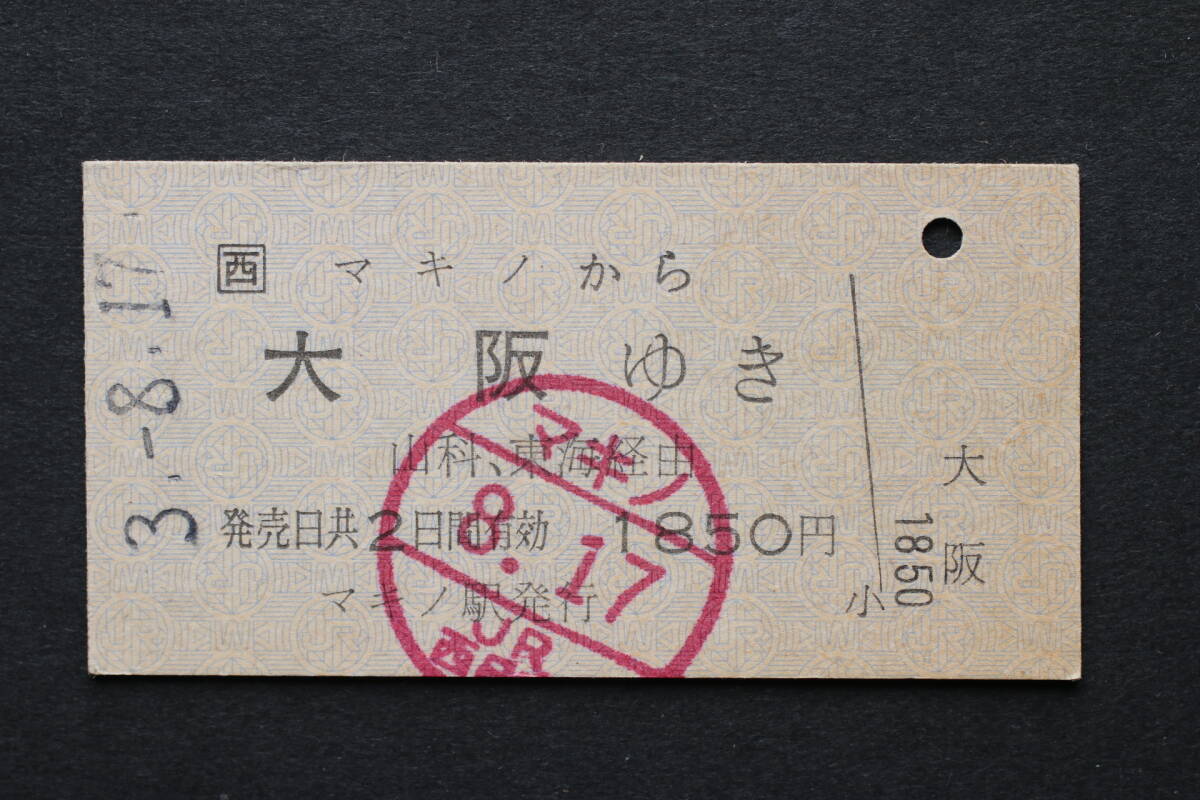 3.-8.17
西 マキノから
大阪ゆき
山科、東海経由
発売日共2日間有効 1850円
マキノ駅発行
小
大阪
1850
マキノ
8.17
JR
西